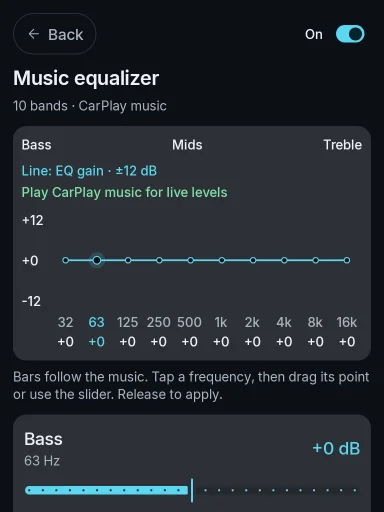 Back
On
Music equalizer
10 bands · CarPlay music
Bass Mids Treble
Line: EQ gain · ±12 dB
Play CarPlay music for live levels
+12
+0
-12
32 63 125 250 500 1k 2k 4k 8k 16k
+0 +0 +0 +0 +0 +0 +0 +0 +0 +0
Bars follow the music. Tap a frequency, then drag its point
or use the slider. Release to apply.
Bass
+0 dB
63 Hz